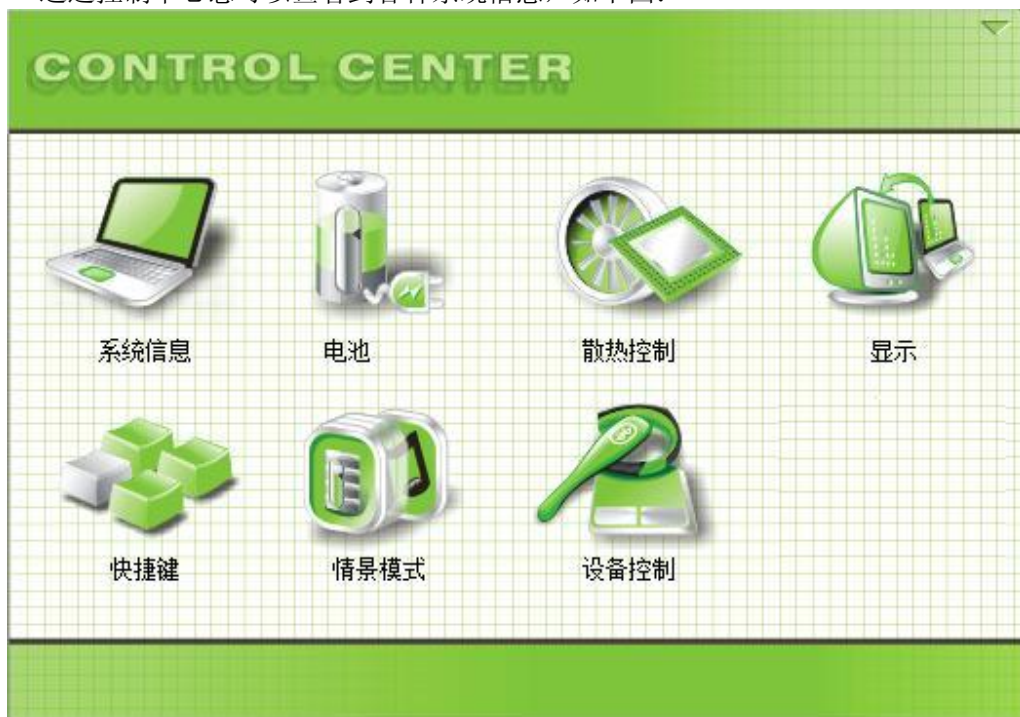 CONTROL CENTER
系统信息 电池 散热控制 显示
快捷键 情景模式 设备控制